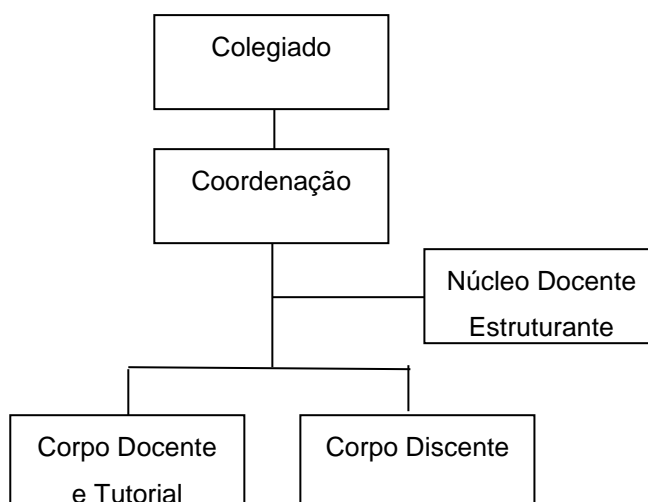 Colegiado
Coordenação
Núcleo Docente
Estruturante
Corpo Docente
e Tutorial
Corpo Discente